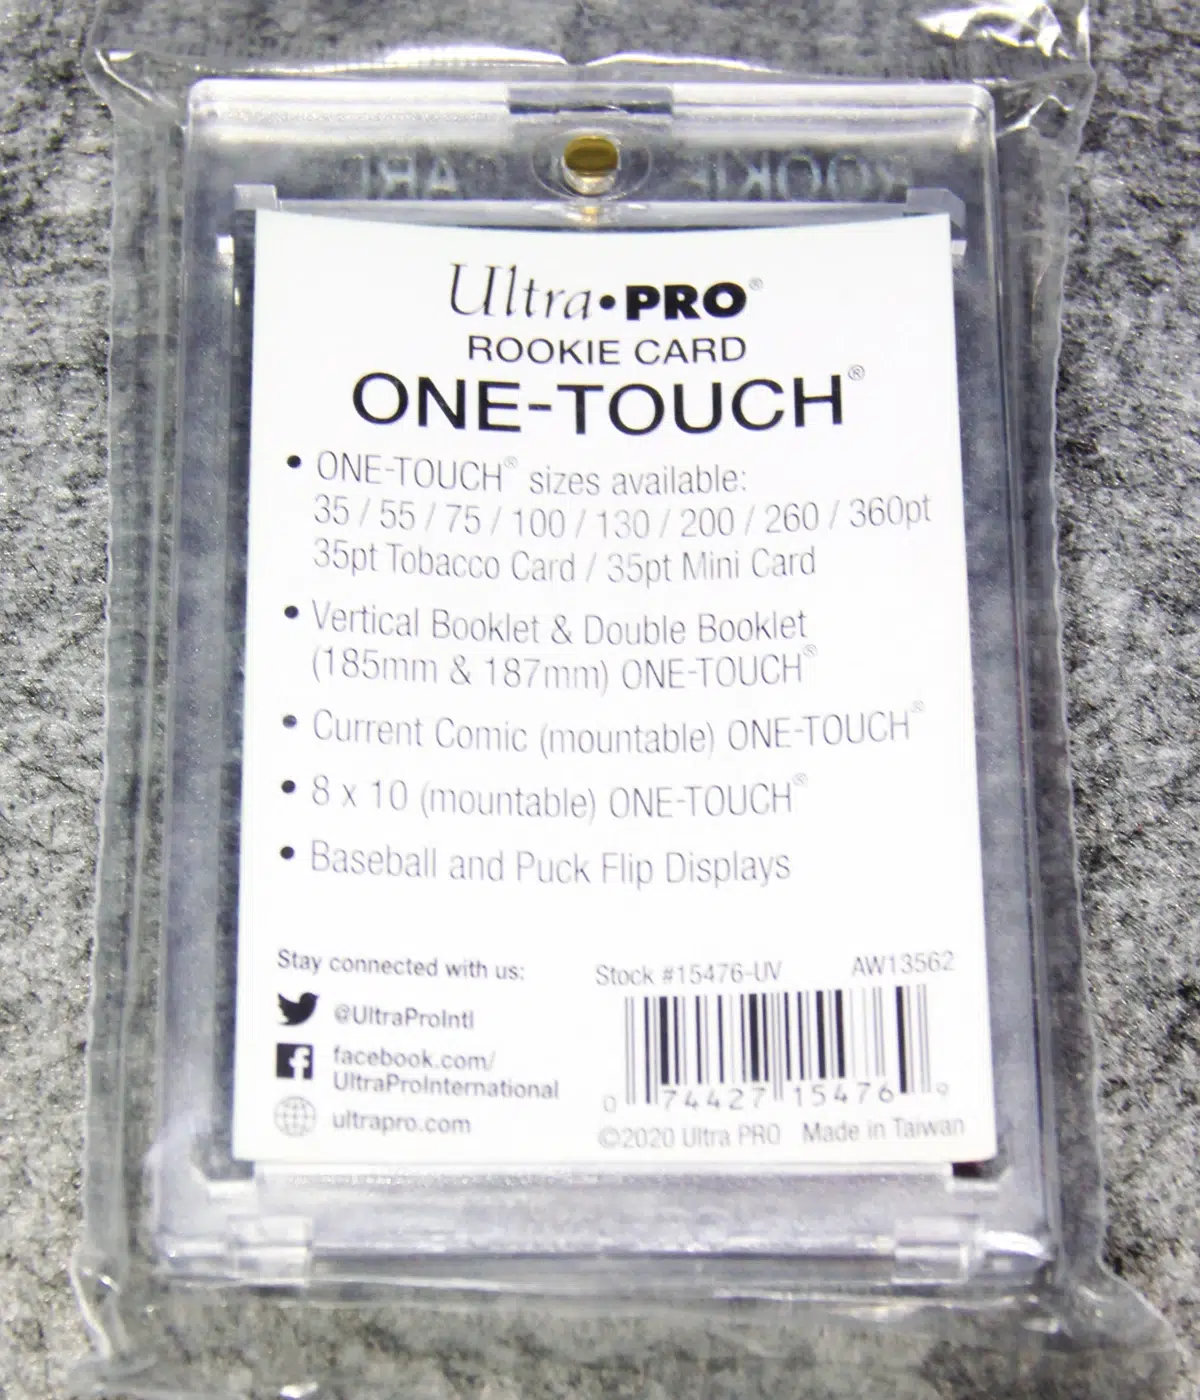 ROOKIE CARD
Ultra•PRO®
ROOKIE CARD
ONE-TOUCH®
• ONE-TOUCH® sizes available:
35 / 55 / 75 / 100 / 130 / 200 / 260 / 360pt
35pt Tobacco Card / 35pt Mini Card
• Vertical Booklet & Double Booklet
(185mm & 187mm) ONE-TOUCH®
• Current Comic (mountable) ONE-TOUCH®
• 8 x 10 (mountable) ONE-TOUCH®
• Baseball and Puck Flip Displays
Stay connected with us:
@UltraProIntl
facebook.com/
UltraProInternational
ultrapro.com
Stock #15476-UV AW13562
0 74427 15476 9
©2020 Ultra PRO Made in Taiwan